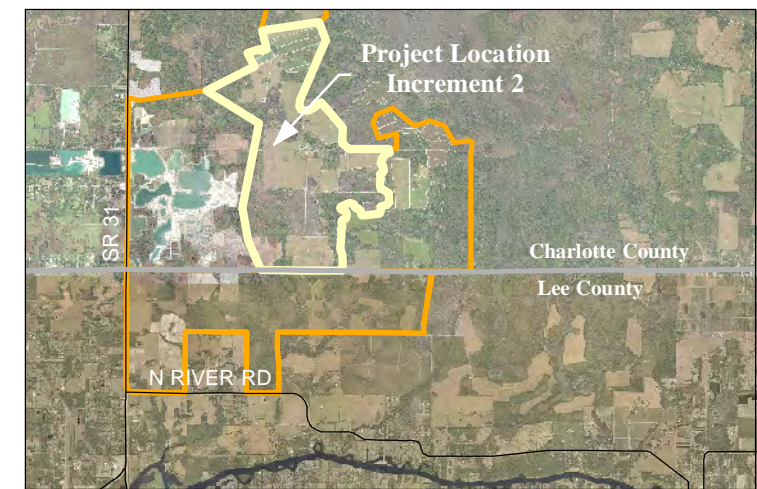 Project Location
Increment 2
SR 31
Charlotte County
Lee County
N RIVER RD